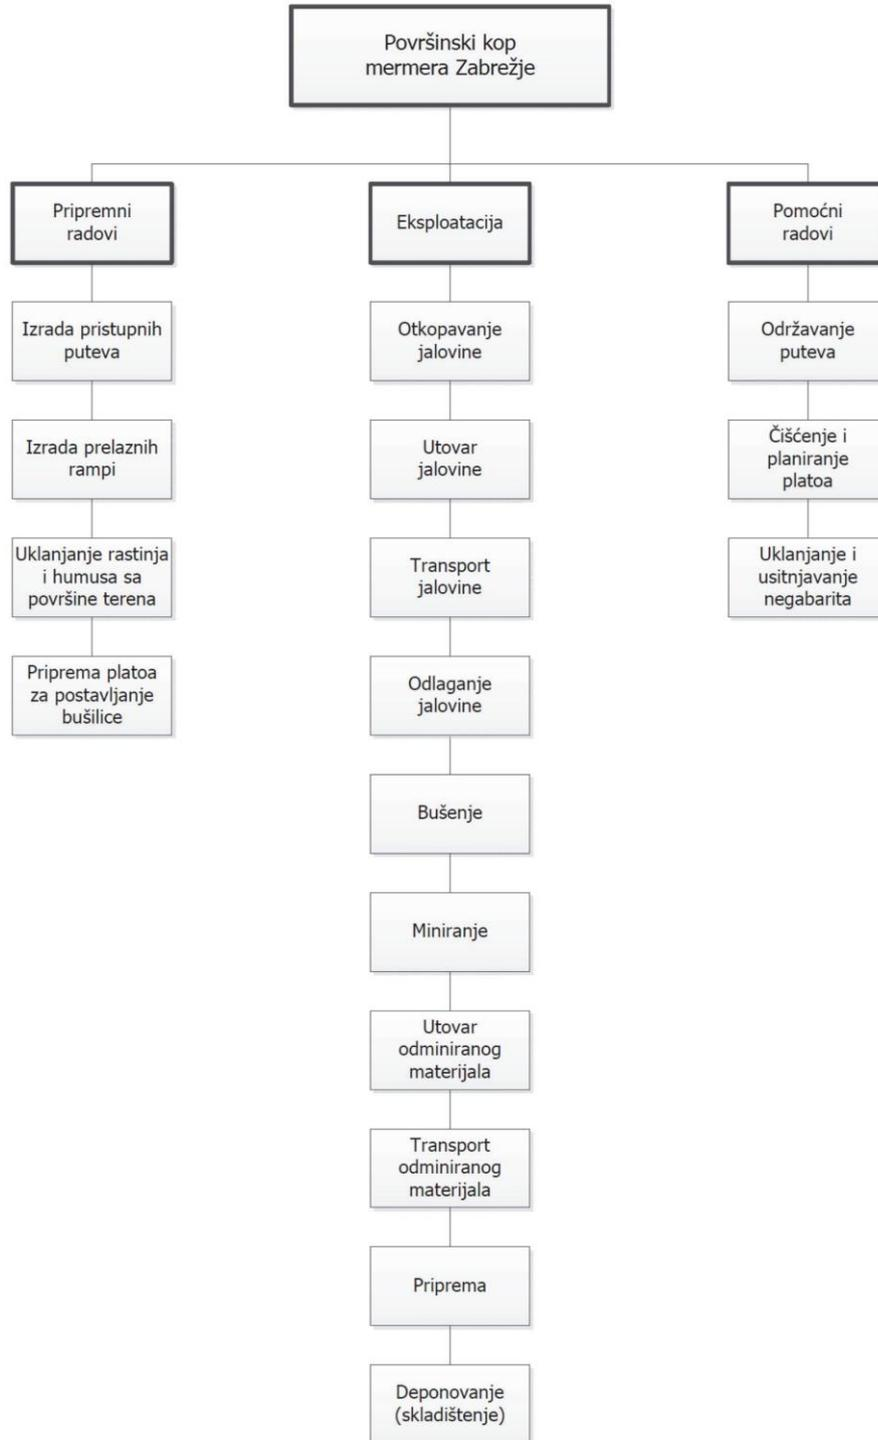 Površinski kop
mermera Zabrežje
Pripremni
radovi
Izrada pristupnih
puteva
Izrada prelaznih
rampi
Uklanjanje rastinja
i humusa sa
površine terena
Priprema platoa
za postavljanje
bušilice
Eksploatacija
Otkopavanje
jalovine
Utovar
jalovine
Transport
jalovine
Odlaganje
jalovine
Bušenje
Miniranje
Utovar
odminiranog
materijala
Transport
odminiranog
materijala
Priprema
Deponovanje
(skladištenje)
Pomoćni
radovi
Održavanje
puteva
Čišćenje i
planiranje
platoa
Uklanjanje i
usitnjavanje
negabarita